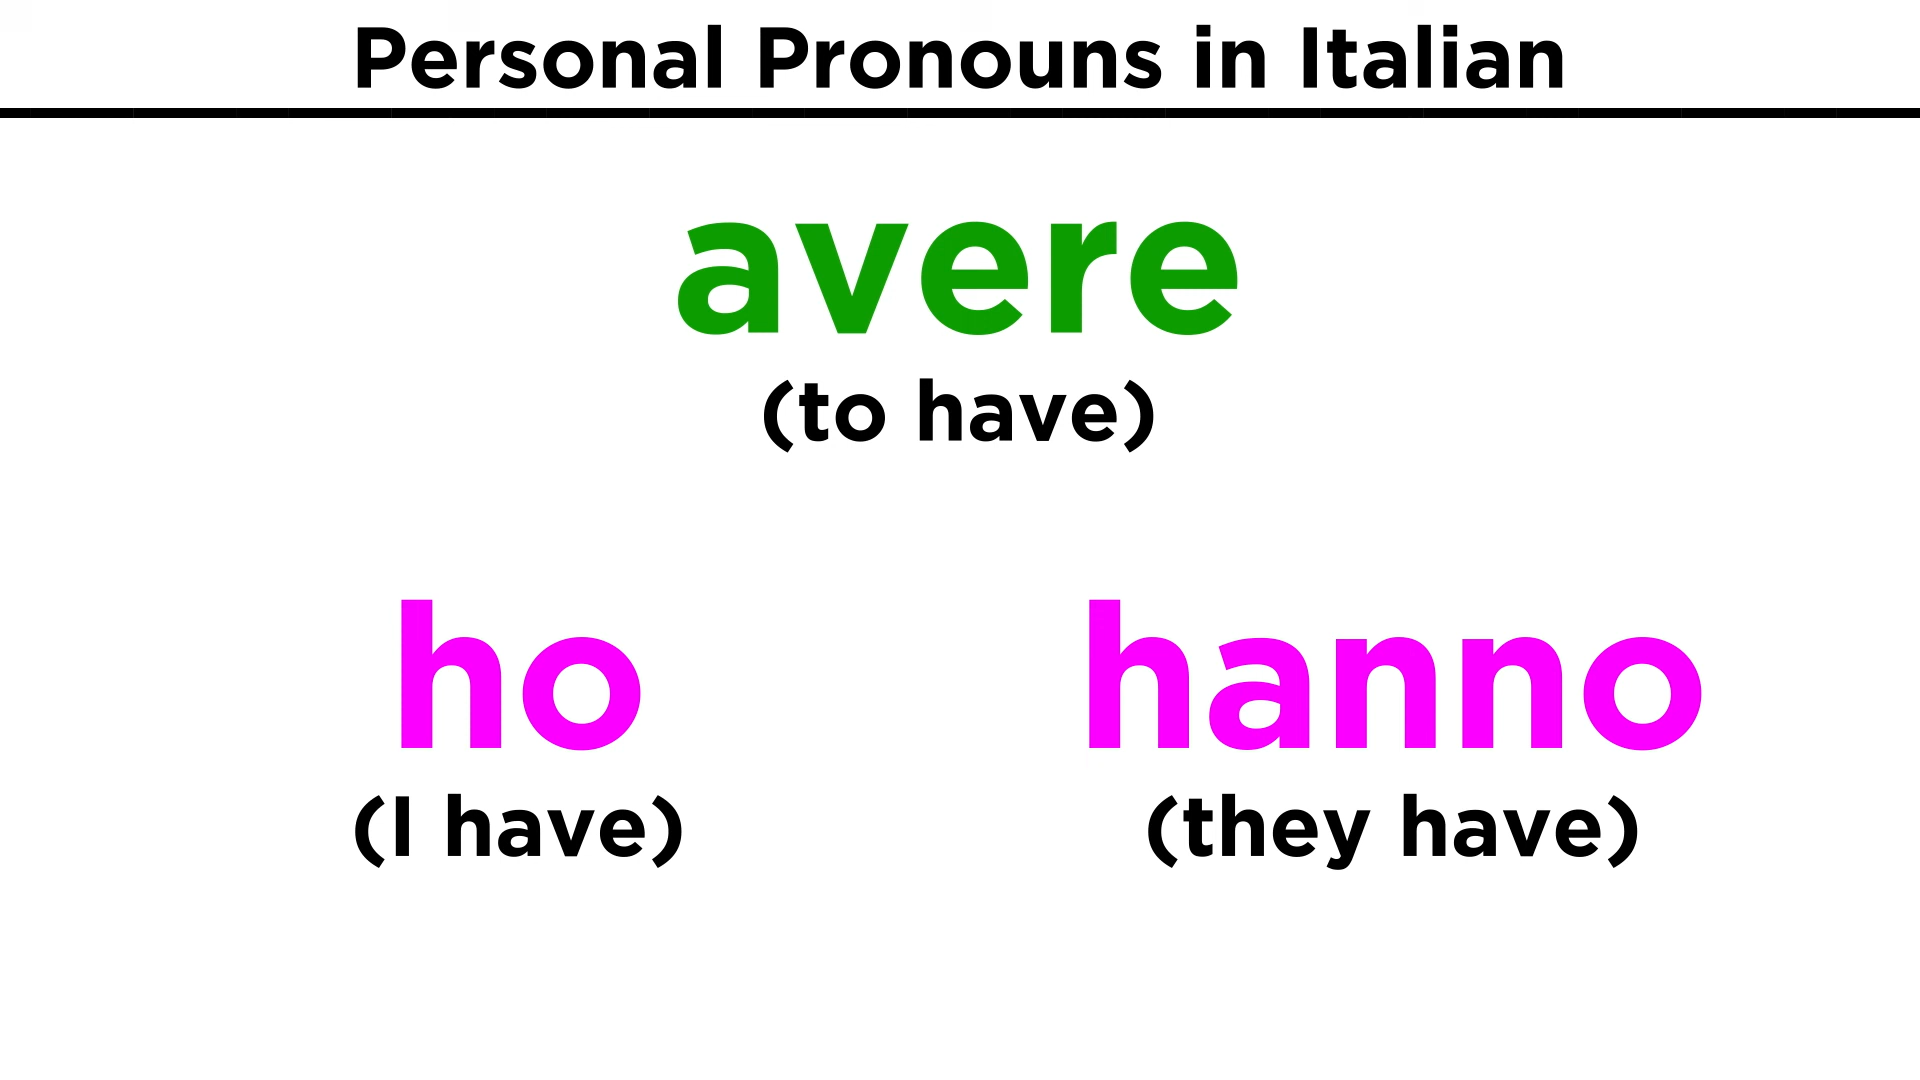 Personal Pronouns in Italian
avere
(to have)
ho
hanno
(I have)
(they have)